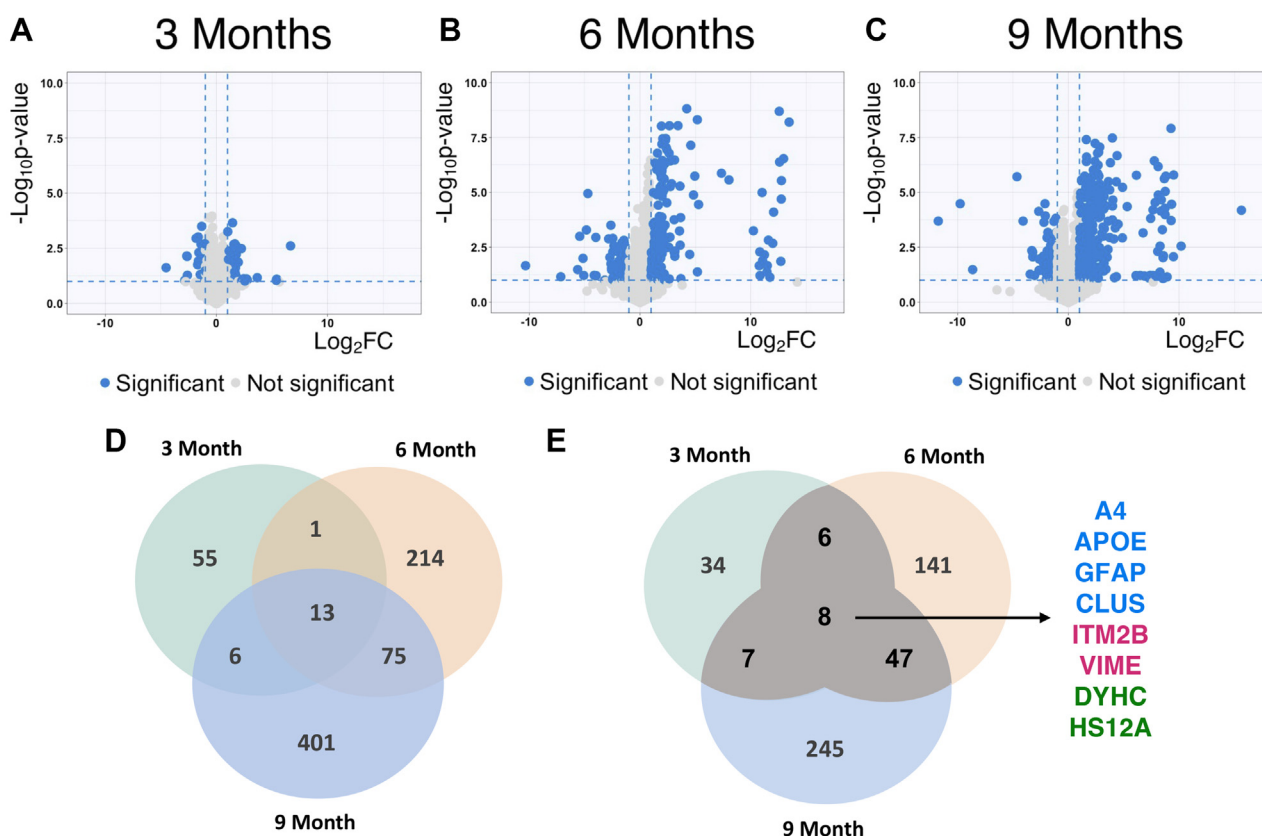 A
3 Months
B
6 Months
C
9 Months
-Log10p-value
10.0
7.5
5.0
2.5
0.0
-10
0
10
Log2FC
Significant
Not significant
-Log10p-value
10.0
7.5
5.0
2.5
0.0
-10
0
10
Log2FC
Significant
Not significant
-Log10p-value
10.0
7.5
5.0
2.5
0.0
-10
0
10
Log2FC
Significant
Not significant
D
3 Month
6 Month
1
55
214
13
6
75
401
9 Month
E
3 Month
6 Month
6
34
141
8
7
47
245
9 Month
A4
APOE
GFAP
CLUS
ITM2B
VIME
DYHC
HS12A